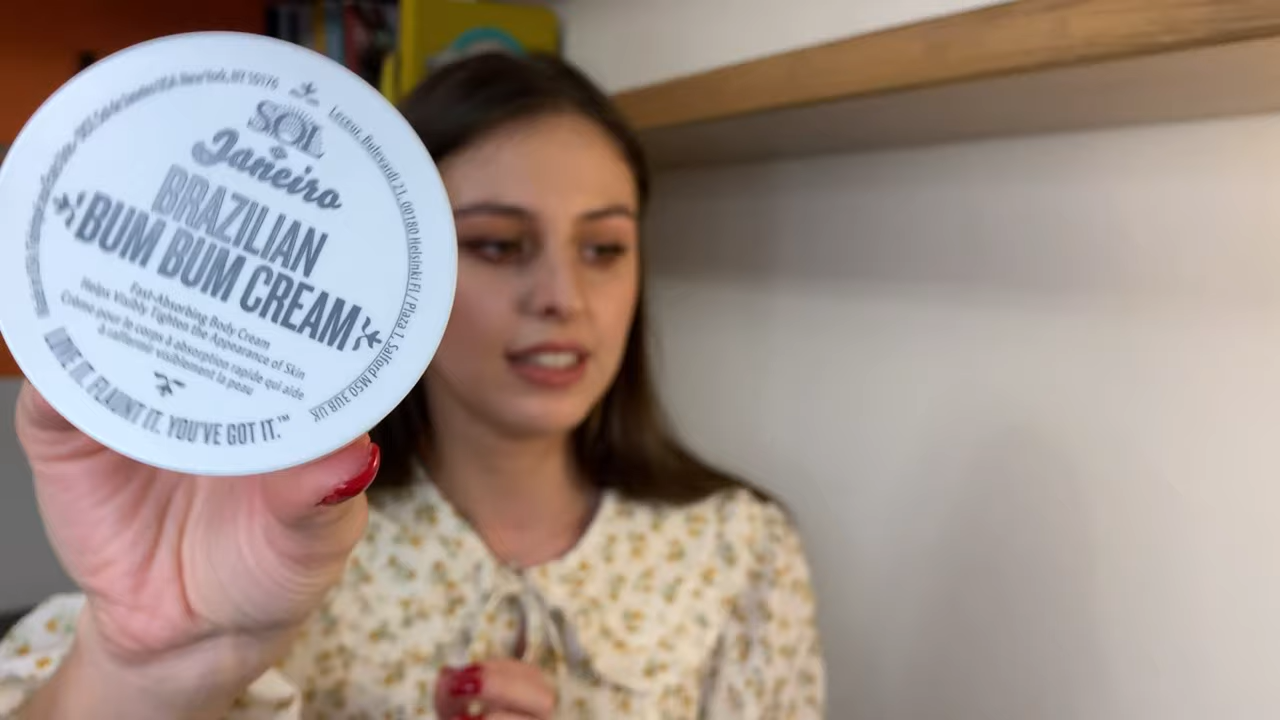 SOL
de
Janeiro
BRAZILIAN
BUM BUM CREAM
Fast-Absorbing Body Cream
Helps Visibly Tighten the Appearance of Skin
Crème pour le corps à absorption rapide qui aide
à raffermir visiblement la peau
LOVE IT. FLAUNT IT. YOU'VE GOT IT.™
New York, NY
Leceur, Bulevardi 21, 00180 Helsinki FI / Plaza 1, Salford M50 3UB UK